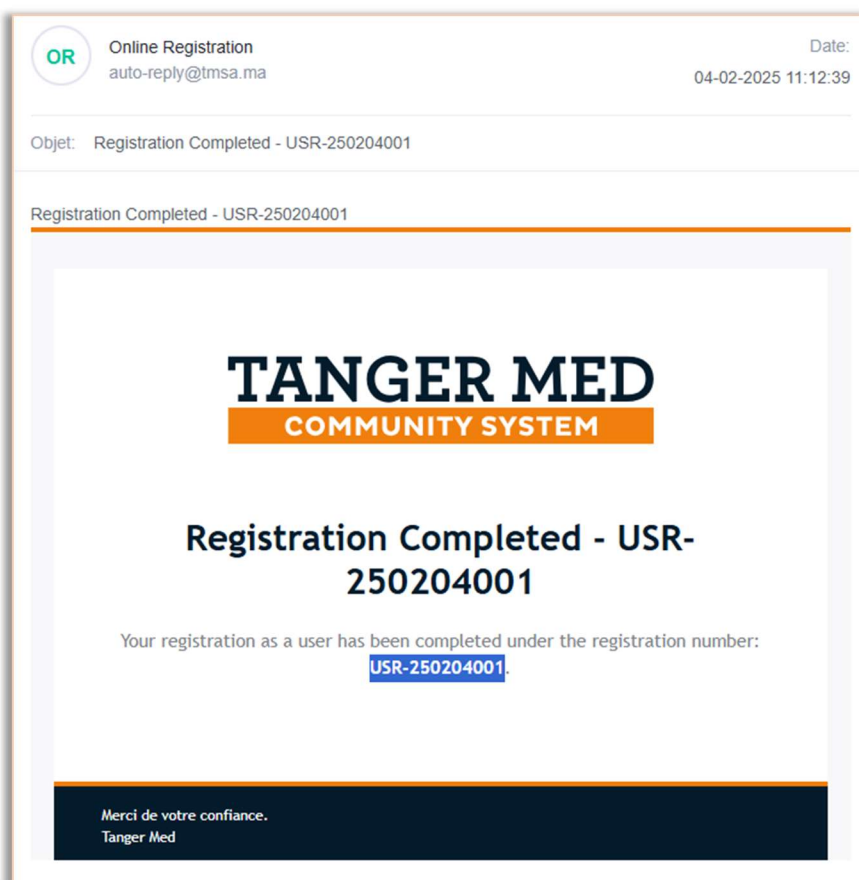 OR
Online Registration
auto-reply@tmsa.ma
Date:
04-02-2025 11:12:39
Objet: Registration Completed - USR-250204001
Registration Completed - USR-250204001
TANGER MED
COMMUNITY SYSTEM
Registration Completed - USR-
250204001
Your registration as a user has been completed under the registration number:
USR-250204001.
Merci de votre confiance.
Tanger Med